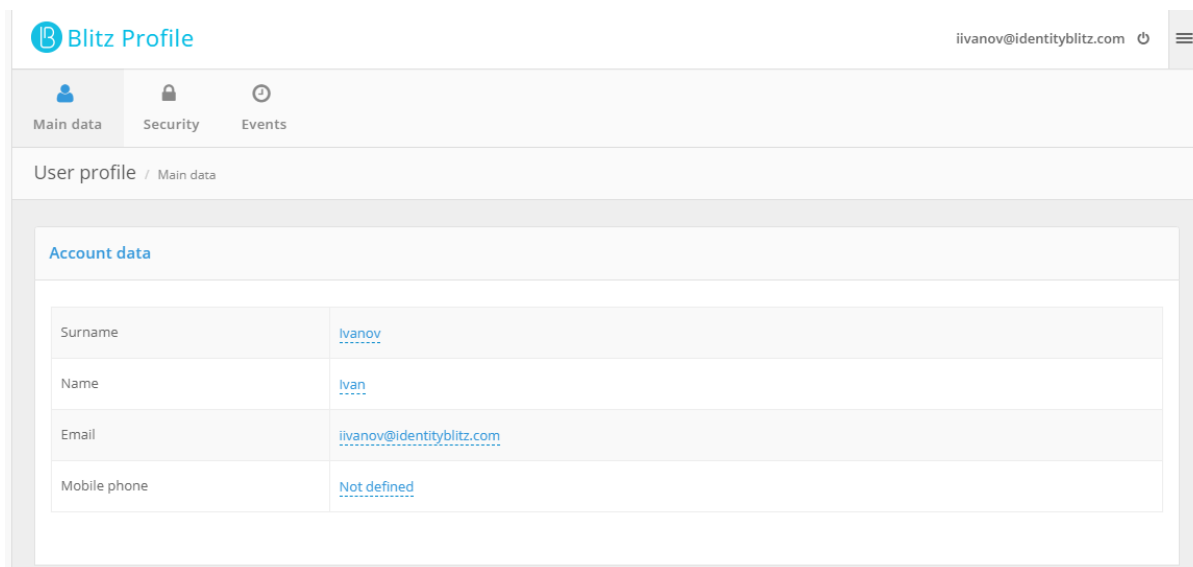 Blitz Profile
iivanov@identityblitz.com
Main data Security Events
User profile / Main data
Account data
Surname Ivanov
Name Ivan
Email iivanov@identityblitz.com
Mobile phone Not defined